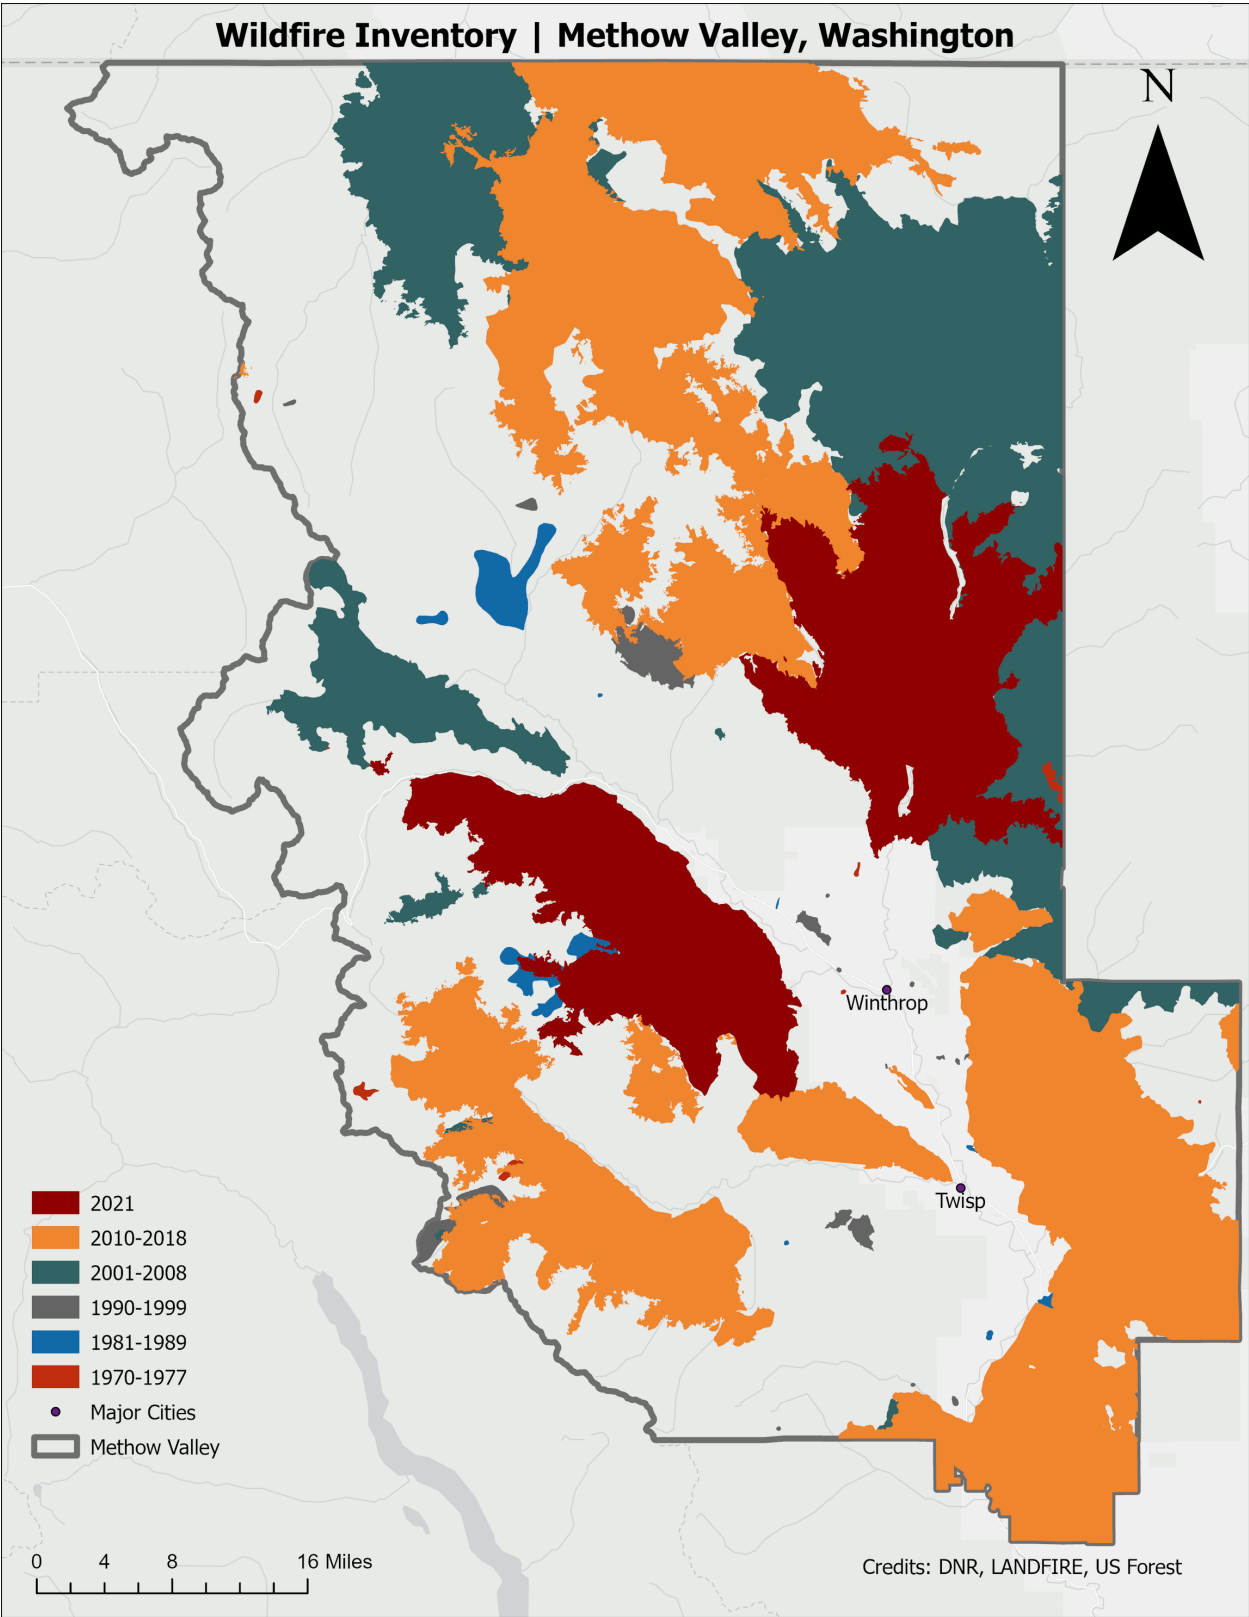 Wildfire Inventory | Methow Valley, Washington
N
Winthrop
Twisp
2021
2010-2018
2001-2008
1990-1999
1981-1989
1970-1977
Major Cities
Methow Valley
0 4 8 16 Miles
Credits: DNR, LANDFIRE, US Forest